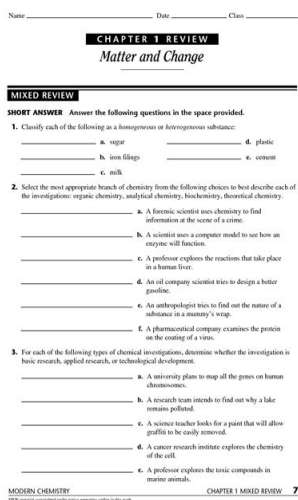 Name Date Class
CHAPTER 1 REVIEW
Matter and Change
MIXED REVIEW
SHORT ANSWER Answer the following questions in the space provided.
1. Classify each of the following as a homogeneous or heterogeneous substance:
a. sugar d. plastic
b. iron filings e. cement
c. milk
2. Select the most appropriate branch of chemistry from the following choices to best describe each of
the investigations: organic chemistry, analytical chemistry, biochemistry, theoretical chemistry.
a. A forensic scientist uses chemistry to find
information at the scene of a crime.
b. A scientist uses a computer model to see how an
enzyme will function.
c. A professor explores the reactions that take place
in a human liver.
d. An oil company scientist tries to design a better
gasoline.
e. An anthropologist tries to find out the nature of a
substance in a mummy's wrap.
f. A pharmaceutical company examines the protein
on the coating of a virus.
3. For each of the following types of chemical investigations, determine whether the investigation is
basic research, applied research, or technological development.
a. A university plans to map all the genes on human
chromosomes.
b. A research team intends to find out why a lake
remains polluted.
c. A science teacher looks for a paint that will allow
graffiti to be easily removed.
d. A cancer research institute explores the chemistry
of the cell.
e. A professor explores the toxic compounds in
marine animals.
MODERN CHEMISTRY CHAPTER 1 MIXED REVIEW 7